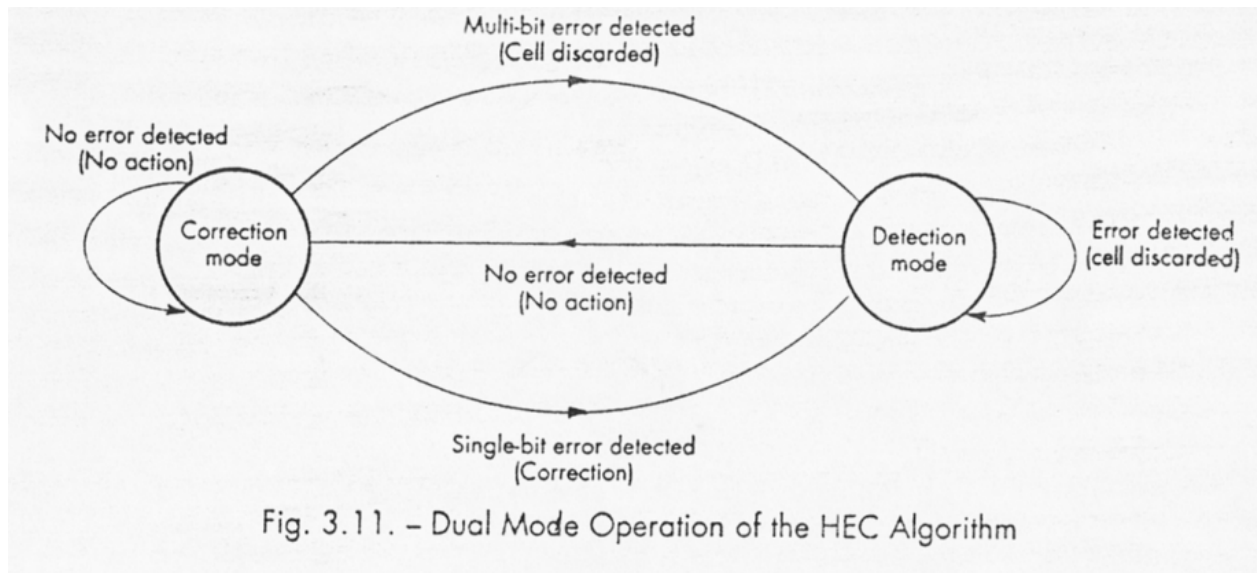 Multi-bit error detected
(Cell discarded)
No error detected
(No action)
Correction
mode
Detection
mode
Error detected
(cell discarded)
No error detected
(No action)
Single-bit error detected
(Correction)
Fig. 3.11. – Dual Mode Operation of the HEC Algorithm